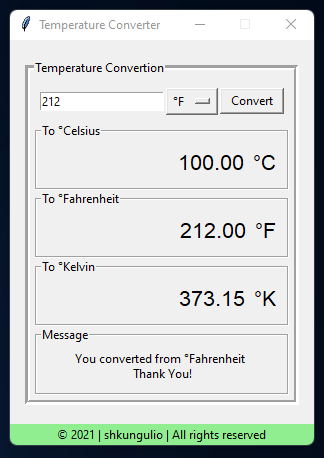 Temperature Converter
Temperature Convertion
212 °F Convert
To °Celsius
100.00 °C
To °Fahrenheit
212.00 °F
To °Kelvin
373.15 °K
Message
You converted from °Fahrenheit
Thank You!
© 2021 | shkungulio | All rights reserved